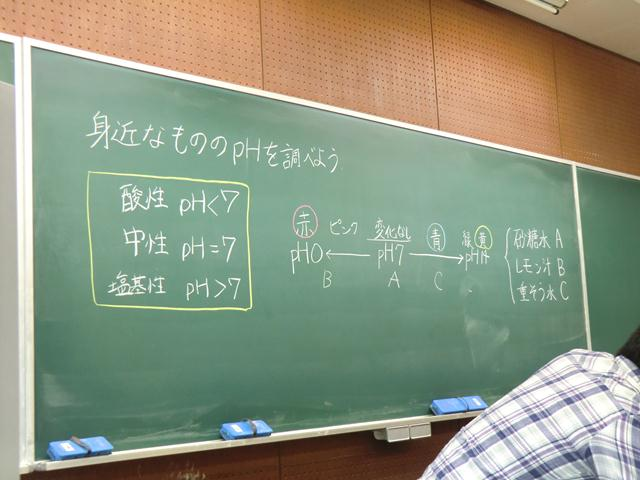 身近なもののpHを調べよう
酸性 pH<7
中性 pH=7
塩基性 pH>7
赤 ピンク 変化なし 青 緑 黄
pH0 ← pH7 → pH14
B A C
砂糖水 A
レモン汁 B
重そう水 C